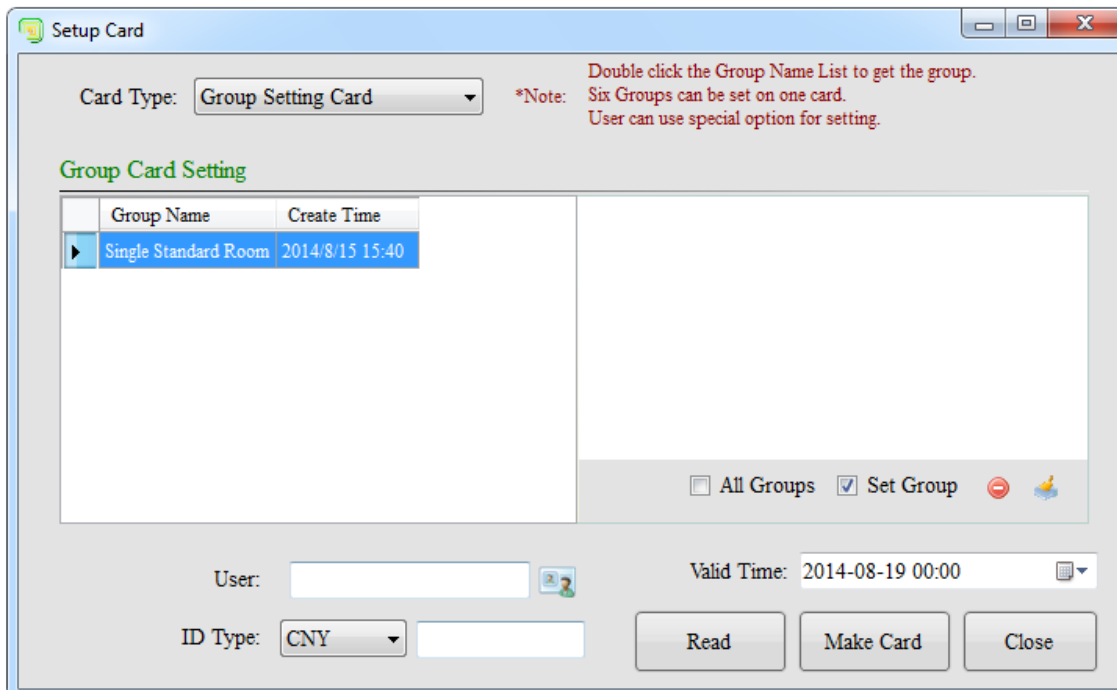 Setup Card
Card Type: Group Setting Card
*Note: Double click the Group Name List to get the group.
Six Groups can be set on one card.
User can use special option for setting.
Group Card Setting
Group Name Create Time
Single Standard Room 2014/8/15 15:40
All Groups Set Group
User:
Valid Time: 2014-08-19 00:00
ID Type: CNY
Read Make Card Close